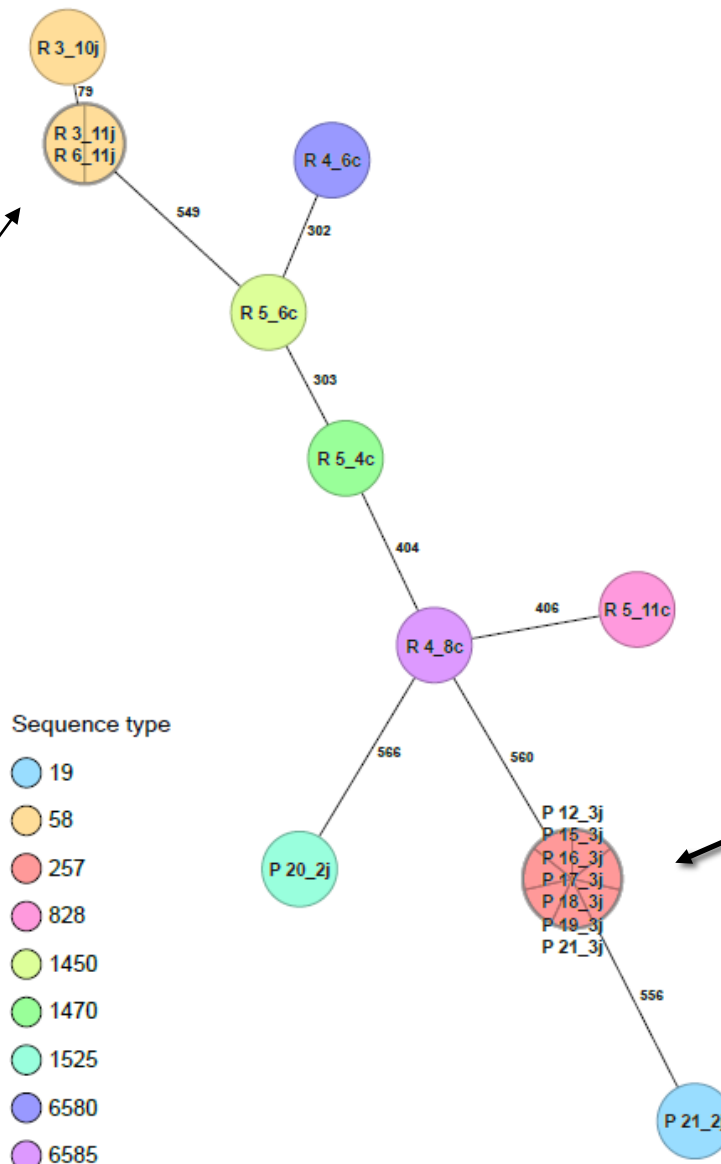 R 3_10j
79
R 3_11j
R 6_11j
R 4_6c
549
302
R 5_6c
303
R 5_4c
404
R 5_11c
406
R 4_8c
566
560
P 12_3j
P 15_3j
R 16_3j
P 17_3j
P 18_3j
P 19_3j
P 21_3j
P 20_2j
556
P 21_2j
Sequence type
19
58
257
828
1450
1470
1525
6580
6585